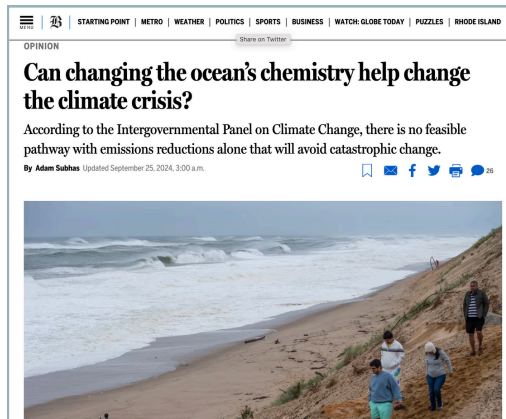 MENU B STARTING POINT | METRO | WEATHER | POLITICS | SPORTS | BUSINESS | WATCH: GLOBE TODAY | PUZZLES | RHODE ISLAND
Share on Twitter
OPINION
Can changing the ocean's chemistry help change
the climate crisis?
According to the Intergovernmental Panel on Climate Change, there is no feasible
pathway with emissions reductions alone that will avoid catastrophic change.
By Adam Subhas Updated September 25, 2024, 3:00 a.m.
26